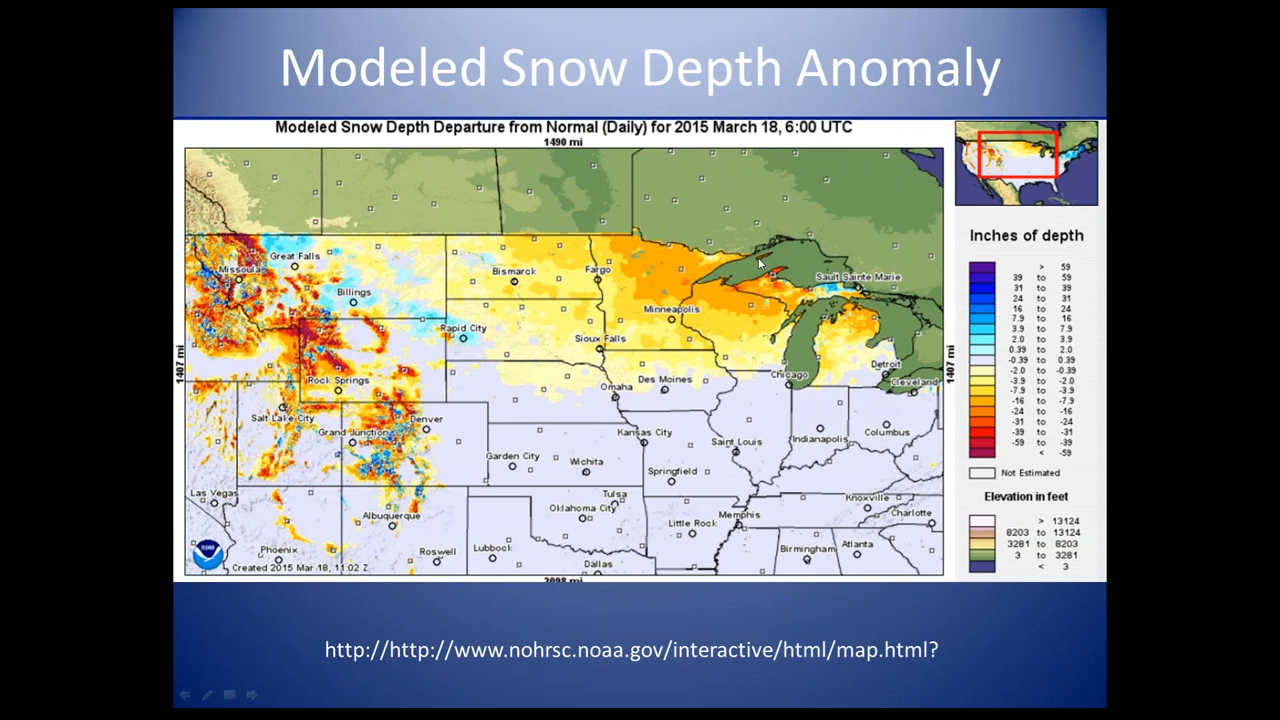 Modeled Snow Depth Anomaly
Modeled Snow Depth Departure from Normal (Daily) for 2015 March 18, 6:00 UTC
1490 mi
Great Falls
Missoula
Billings
Bismarck
Fargo
Sault Sainte Marie
Minneapolis
Rapid City
Sioux Falls
1407 mi
1407 mi
Rock Springs
Omaha
Des Moines
Chicago
Detroit
Cleveland
Salt Lake City
Grand Junction
Denver
Kansas City
Saint Louis
Indianapolis
Columbus
Garden City
Wichita
Springfield
Las Vegas
Albuquerque
Tulsa
Oklahoma City
Memphis
Knoxville
Charlotte
Little Rock
Phoenix
Roswell
Lubbock
Dallas
Birmingham
Atlanta
NOAA
Created 2015 Mar 18, 11:02 Z
2098 mi
Inches of depth
> 59
39 to 59
31 to 39
24 to 31
16 to 24
7.9 to 16
3.9 to 7.9
2.0 to 3.9
0.39 to 2.0
-0.39 to 0.39
-2.0 to -0.39
-3.9 to -2.0
-7.9 to -3.9
-16 to -7.9
-24 to -16
-31 to -24
-39 to -31
-59 to -39
< -59
Not Estimated
Elevation in feet
> 13124
8203 to 13124
3281 to 8203
3 to 3281
< 3
http://http://www.nohrsc.noaa.gov/interactive/html/map.html?